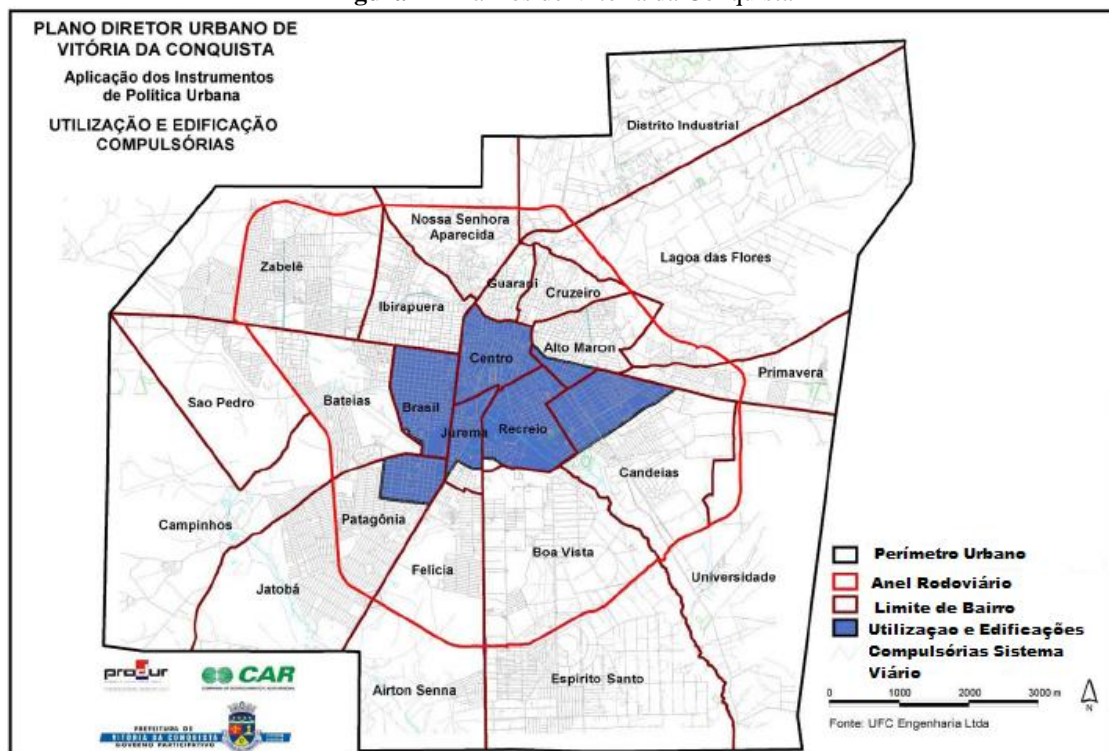 PLANO DIRETOR URBANO DE
VITÓRIA DA CONQUISTA
Aplicação dos Instrumentos
de Política Urbana
UTILIZAÇÃO E EDIFICAÇÃO
COMPULSÓRIAS
Distrito Industrial
Nossa Senhora
Aparecida
Lagoa das Flores
Zabelê
Guarani
Cruzeiro
Ibirapuera
Alto Maron
Centro
Primavera
Sao Pedro
Bateias
Brasil
Jurema
Recreio
Candeias
Campinhos
Patagônia
Boa Vista
Felícia
Universidade
Jatobá
Airton Senna
Espirito Santo
Perímetro Urbano
Anel Rodoviário
Limite de Bairro
Utilizaçao e Edificações
Compulsórias Sistema
Viário
0 1000 2000 3000 m
N
Fonte: UFC Engenharia Ltda
CAR
PREFEITURA DE
VITÓRIA DA CONQUISTA
GOVERNO PARTICIPATIVO